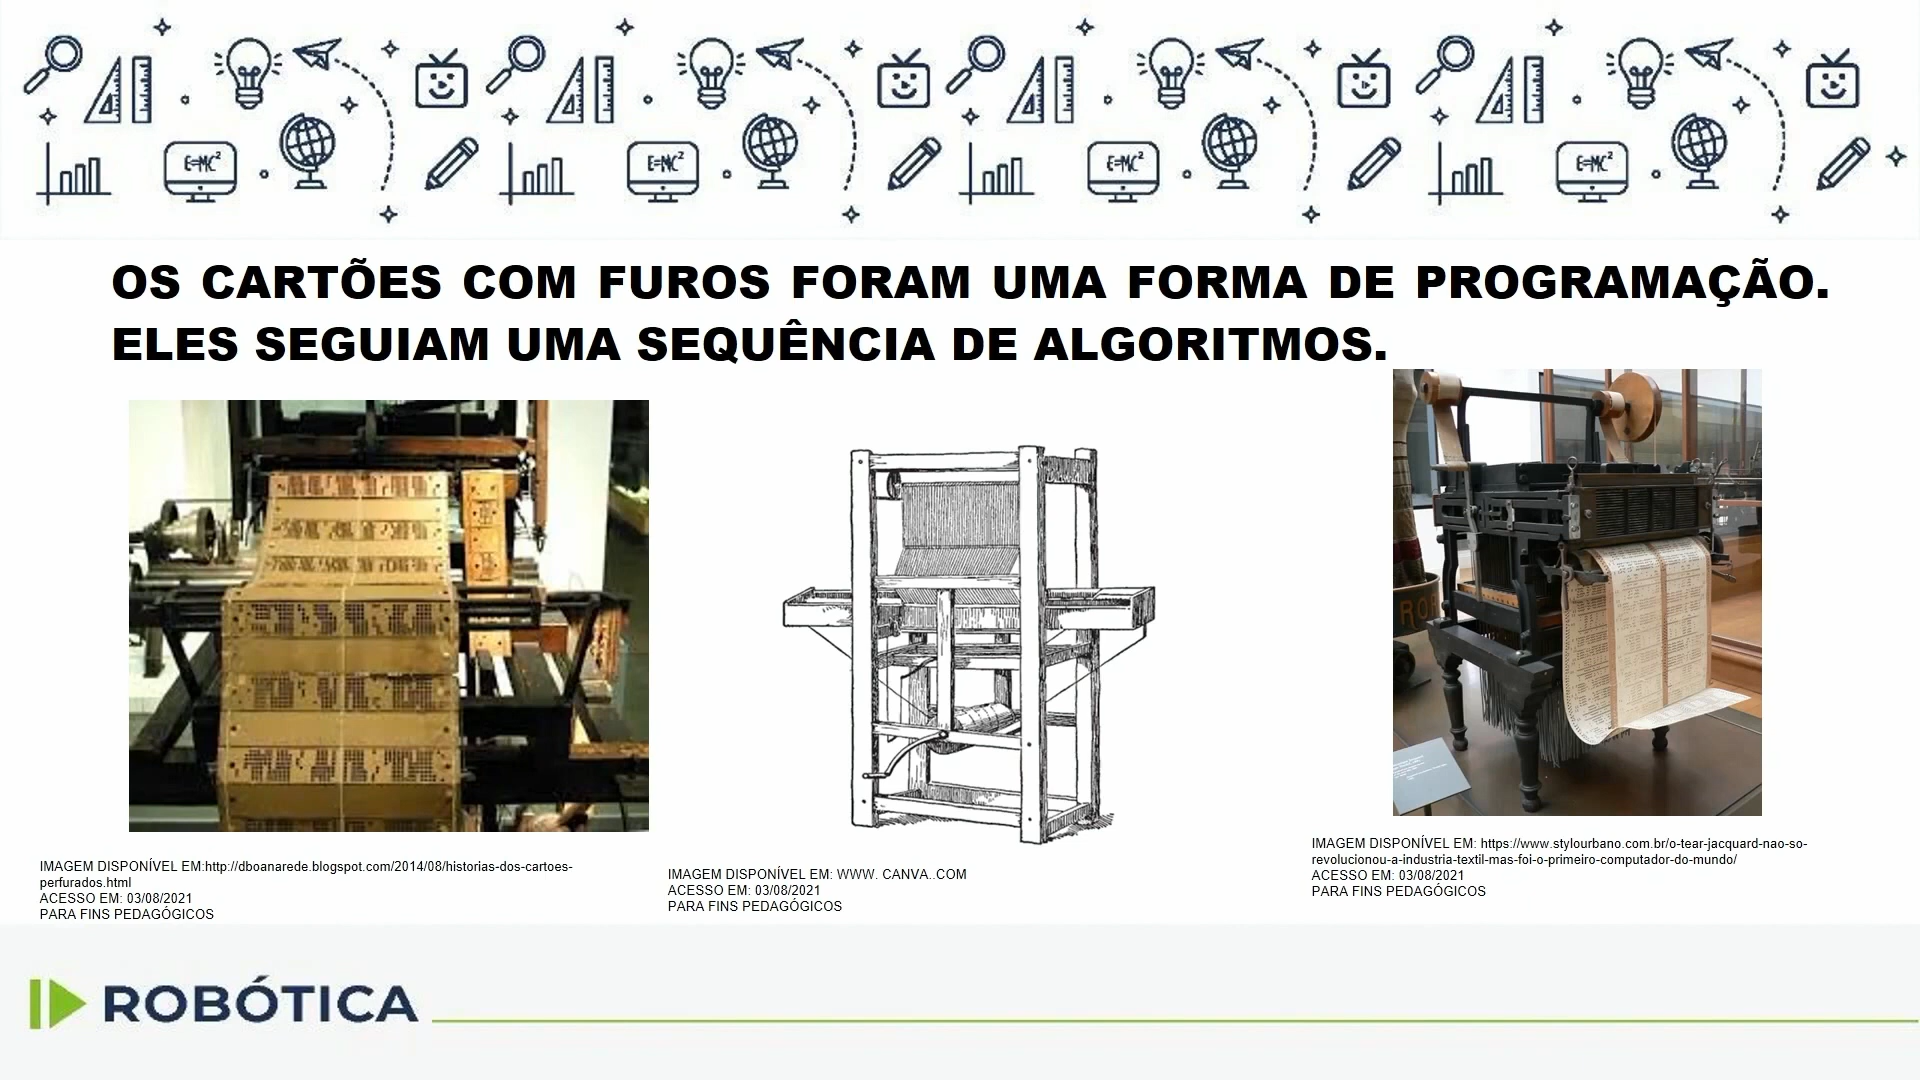 E=MC²
E=MC²
E=MC²
E=MC²
OS CARTÕES COM FUROS FORAM UMA FORMA DE PROGRAMAÇÃO.
ELES SEGUIAM UMA SEQUÊNCIA DE ALGORITMOS.
IMAGEM DISPONÍVEL EM:http://dboanarede.blogspot.com/2014/08/historias-dos-cartoes-
perfurados.html
ACESSO EM: 03/08/2021
PARA FINS PEDAGÓGICOS
IMAGEM DISPONÍVEL EM: WWW. CANVA..COM
ACESSO EM: 03/08/2021
PARA FINS PEDAGÓGICOS
IMAGEM DISPONÍVEL EM: https://www.stylourbano.com.br/o-tear-jacquard-nao-so-
revolucionou-a-industria-textil-mas-foi-o-primeiro-computador-do-mundo/
ACESSO EM: 03/08/2021
PARA FINS PEDAGÓGICOS
ROBÓTICA